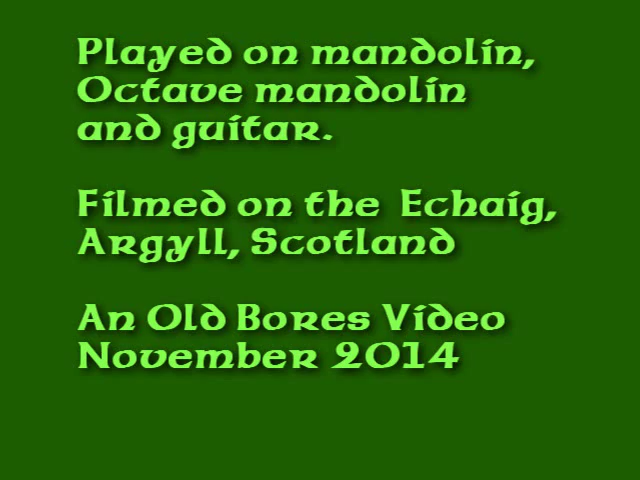 Played on mandolin,
Octave mandolin
and guitar.
Filmed on the Echaig,
Argyll, Scotland
An Old Bores Video
November 2014